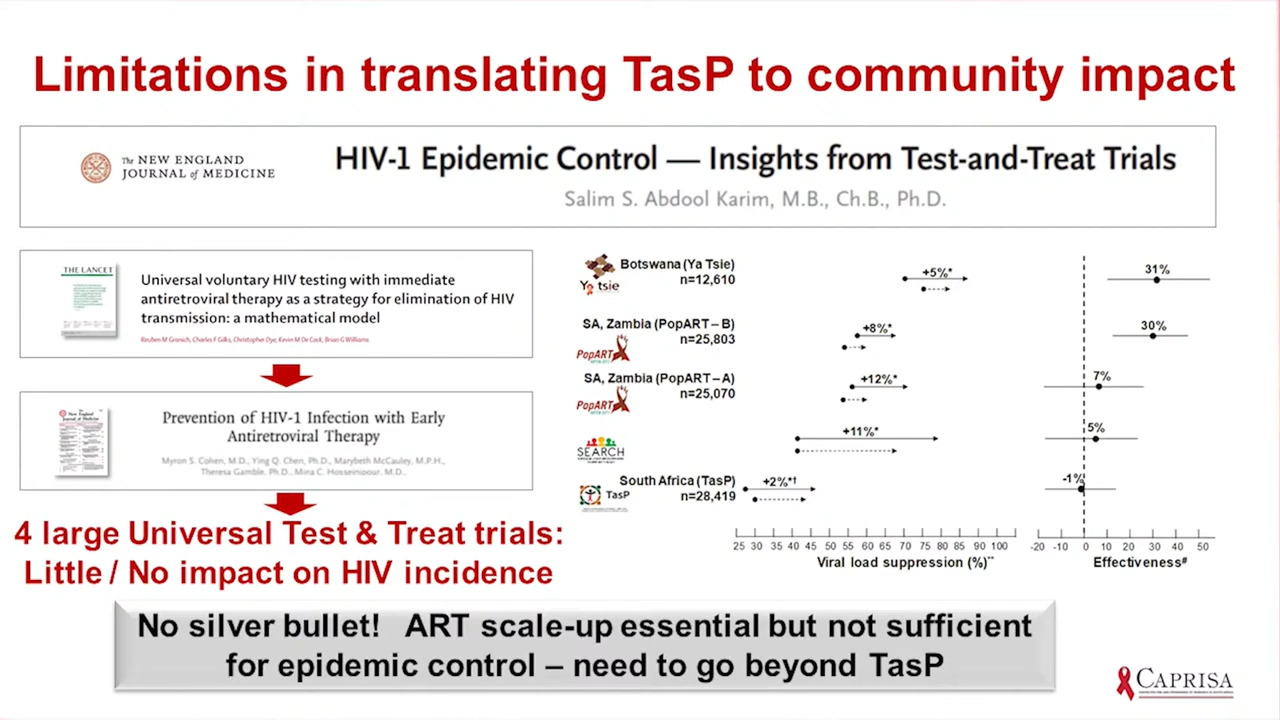 Limitations in translating TasP to community impact
The NEW ENGLAND
JOURNAL of MEDICINE
HIV-1 Epidemic Control — Insights from Test-and-Treat Trials
Salim S. Abdool Karim, M.B., Ch.B., Ph.D.
THE LANCET
Universal voluntary HIV testing with immediate
antiretroviral therapy as a strategy for elimination of HIV
transmission: a mathematical model
Reuben M Granich, Charles F Gilks, Christopher Dye, Kevin M De Cock, Brian G Williams
Prevention of HIV-1 Infection with Early
Antiretroviral Therapy
Myron S. Cohen, M.D., Ying Q. Chen, Ph.D., Marybeth McCauley, M.P.H.,
Theresa Gamble, Ph.D., Mina C. Hosseinipour, M.D.,
4 large Universal Test & Treat trials:
Little / No impact on HIV incidence
Ya tsie
Botswana (Ya Tsie)
n=12,610
+5%*
31%
SA, Zambia (PopART – B)
n=25,803
PopART
+8%*
30%
SA, Zambia (PopART – A)
n=25,070
PopART
+12%*
7%
SEARCH
+11%*
5%
South Africa (TasP)
n=28,419
TasP
+2%*†
-1%
25 30 35 40 45 50 55 60 65 70 75 80 85 90 95 100
Viral load suppression (%)**
-20 -10 0 10 20 30 40 50
Effectiveness#
No silver bullet! ART scale-up essential but not sufficient
for epidemic control – need to go beyond TasP
CAPRISA